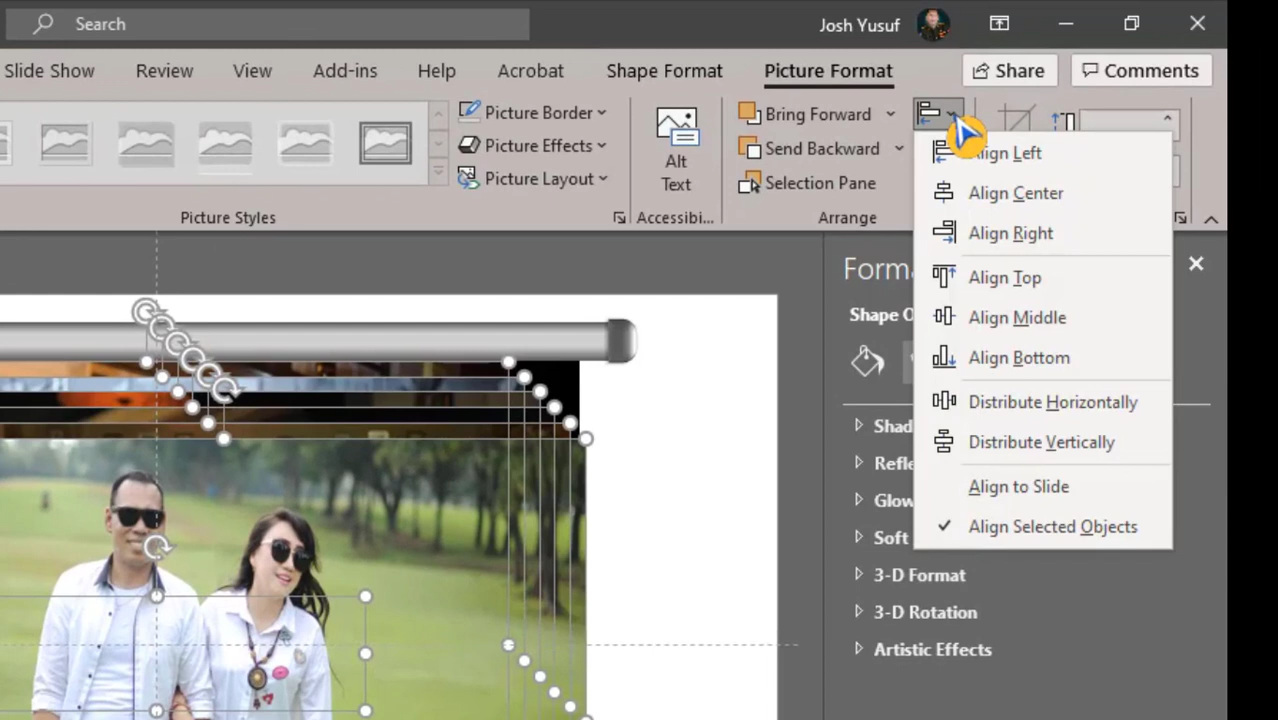 Search
Josh Yusuf
Slide Show
Review
View
Add-ins
Help
Acrobat
Shape Format
Picture Format
Share
Comments
Picture Border
Picture Effects
Picture Layout
Picture Styles
Alt
Text
Accessibi...
Bring Forward
Send Backward
Selection Pane
Arrange
Align Left
Align Center
Align Right
Align Top
Align Middle
Align Bottom
Distribute Horizontally
Distribute Vertically
Align to Slide
Align Selected Objects
Forma
Shape O
Shad
Refle
Glow
Soft
3-D Format
3-D Rotation
Artistic Effects